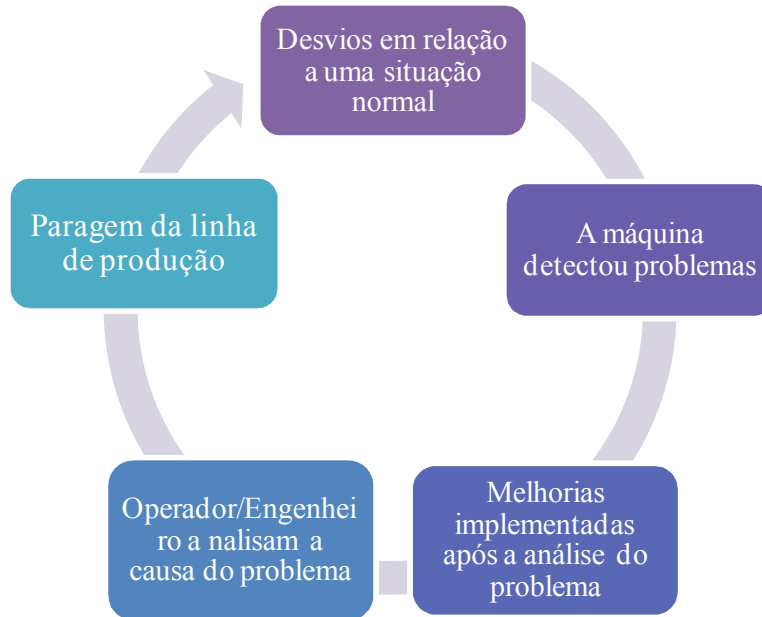 Desvios em relação
a uma situação
normal
A máquina
detectou problemas
Melhorias
implementadas
após a análise do
problema
Operador/Engenhei
ro a nalisam a
causa do problema
Paragem da linha
de produção